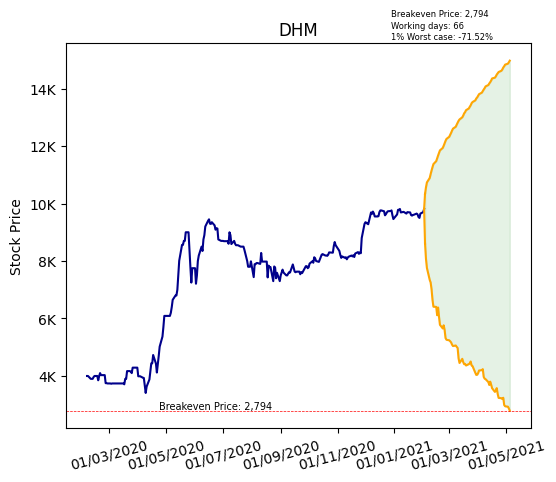 Breakeven Price: 2,794
Working days: 66
1% Worst case: -71.52%
DHM
Stock Price
14K
12K
10K
8K
6K
4K
Breakeven Price: 2,794
01/03/2020
01/05/2020
01/07/2020
01/09/2020
01/11/2020
01/01/2021
01/03/2021
01/05/2021